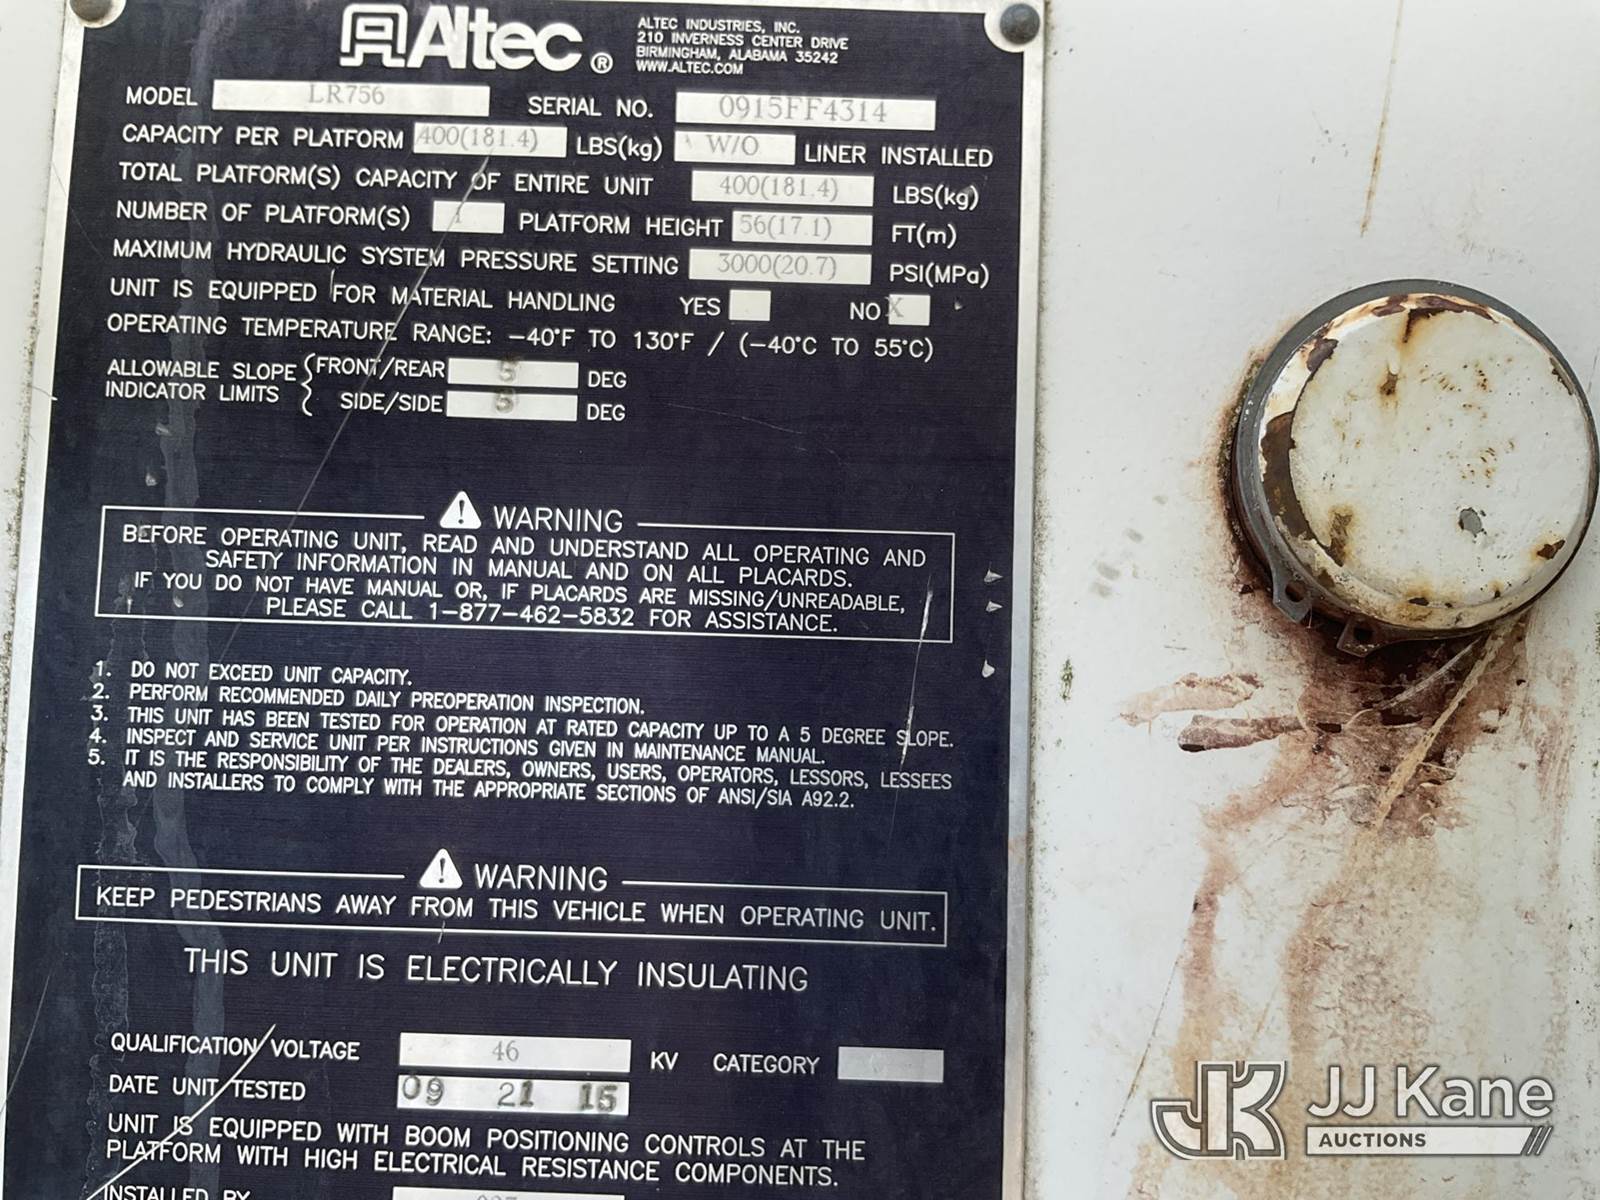 Altec®
ALTEC INDUSTRIES, INC.
210 INVERNESS CENTER DRIVE
BIRMINGHAM, ALABAMA 35242
WWW.ALTEC.COM
MODEL LR756 SERIAL NO. 0915FF4314
CAPACITY PER PLATFORM 400(181.4) LBS(kg) W/O LINER INSTALLED
TOTAL PLATFORM(S) CAPACITY OF ENTIRE UNIT 400(181.4) LBS(kg)
NUMBER OF PLATFORM(S) 1 PLATFORM HEIGHT 56(17.1) FT(m)
MAXIMUM HYDRAULIC SYSTEM PRESSURE SETTING 3000(20.7) PSI(MPa)
UNIT IS EQUIPPED FOR MATERIAL HANDLING YES NO X
OPERATING TEMPERATURE RANGE: -40°F TO 130°F / (-40°C TO 55°C)
ALLOWABLE SLOPE INDICATOR LIMITS
FRONT/REAR 5 DEG
SIDE/SIDE 5 DEG
WARNING
BEFORE OPERATING UNIT, READ AND UNDERSTAND ALL OPERATING AND
SAFETY INFORMATION IN MANUAL AND ON ALL PLACARDS.
IF YOU DO NOT HAVE MANUAL OR, IF PLACARDS ARE MISSING/UNREADABLE,
PLEASE CALL 1-877-462-5832 FOR ASSISTANCE.
1. DO NOT EXCEED UNIT CAPACITY.
2. PERFORM RECOMMENDED DAILY PREOPERATION INSPECTION.
3. THIS UNIT HAS BEEN TESTED FOR OPERATION AT RATED CAPACITY UP TO A 5 DEGREE SLOPE.
4. INSPECT AND SERVICE UNIT PER INSTRUCTIONS GIVEN IN MAINTENANCE MANUAL.
5. IT IS THE RESPONSIBILITY OF THE DEALERS, OWNERS, USERS, OPERATORS, LESSORS, LESSEES
AND INSTALLERS TO COMPLY WITH THE APPROPRIATE SECTIONS OF ANSI/SIA A92.2.
WARNING
KEEP PEDESTRIANS AWAY FROM THIS VEHICLE WHEN OPERATING UNIT.
THIS UNIT IS ELECTRICALLY INSULATING
QUALIFICATION VOLTAGE 46 KV CATEGORY
DATE UNIT TESTED 09 21 15
UNIT IS EQUIPPED WITH BOOM POSITIONING CONTROLS AT THE
PLATFORM WITH HIGH ELECTRICAL RESISTANCE COMPONENTS.
INSTALLED BY
JK JJ Kane
AUCTIONS